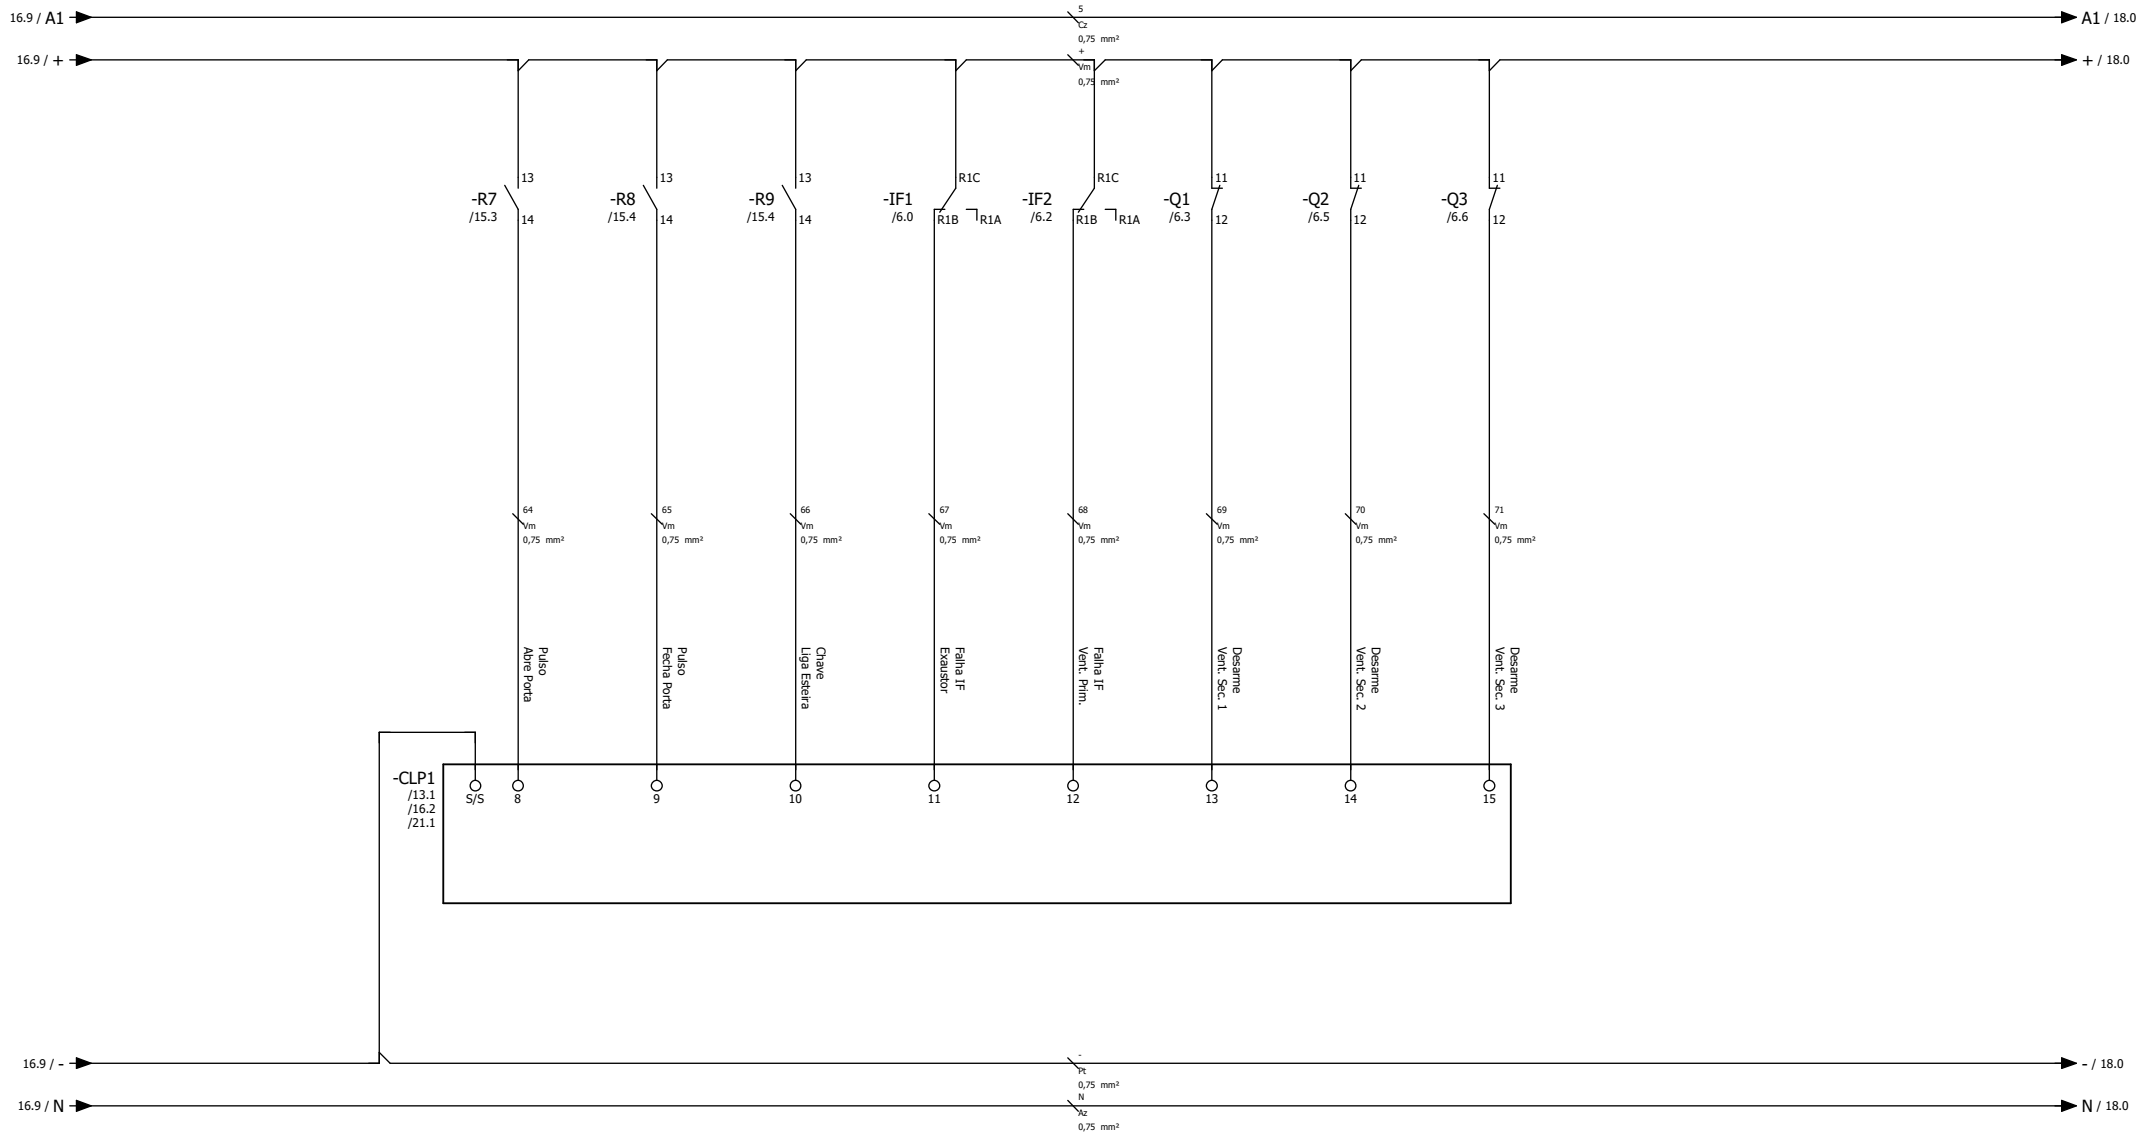 16.9 / A1
5
Cz
0,75 mm²
A1 / 18.0
16.9 / +
+
Vm
0,75 mm²
+ / 18.0
-R7
/15.3
13
14
-R8
/15.4
13
14
-R9
/15.4
13
14
-IF1
/6.0
R1C
R1B
R1A
-IF2
/6.2
R1C
R1B
R1A
-Q1
/6.3
11
12
-Q2
/6.5
11
12
-Q3
/6.6
11
12
64
Vm
0,75 mm²
65
Vm
0,75 mm²
66
Vm
0,75 mm²
67
Vm
0,75 mm²
68
Vm
0,75 mm²
69
Vm
0,75 mm²
70
Vm
0,75 mm²
71
Vm
0,75 mm²
Pulso
Abre Porta
Pulso
Fecha Porta
Chave
Liga Esteira
Falha IF
Exaustor
Falha IF
Vent. Prim.
Desarme
Vent. Sec. 1
Desarme
Vent. Sec. 2
Desarme
Vent. Sec. 3
-CLP1
/13.1
/16.2
/21.1
S/S
8
9
10
11
12
13
14
15
16.9 / -
-
Pt
0,75 mm²
- / 18.0
16.9 / N
N
Az
0,75 mm²
N / 18.0